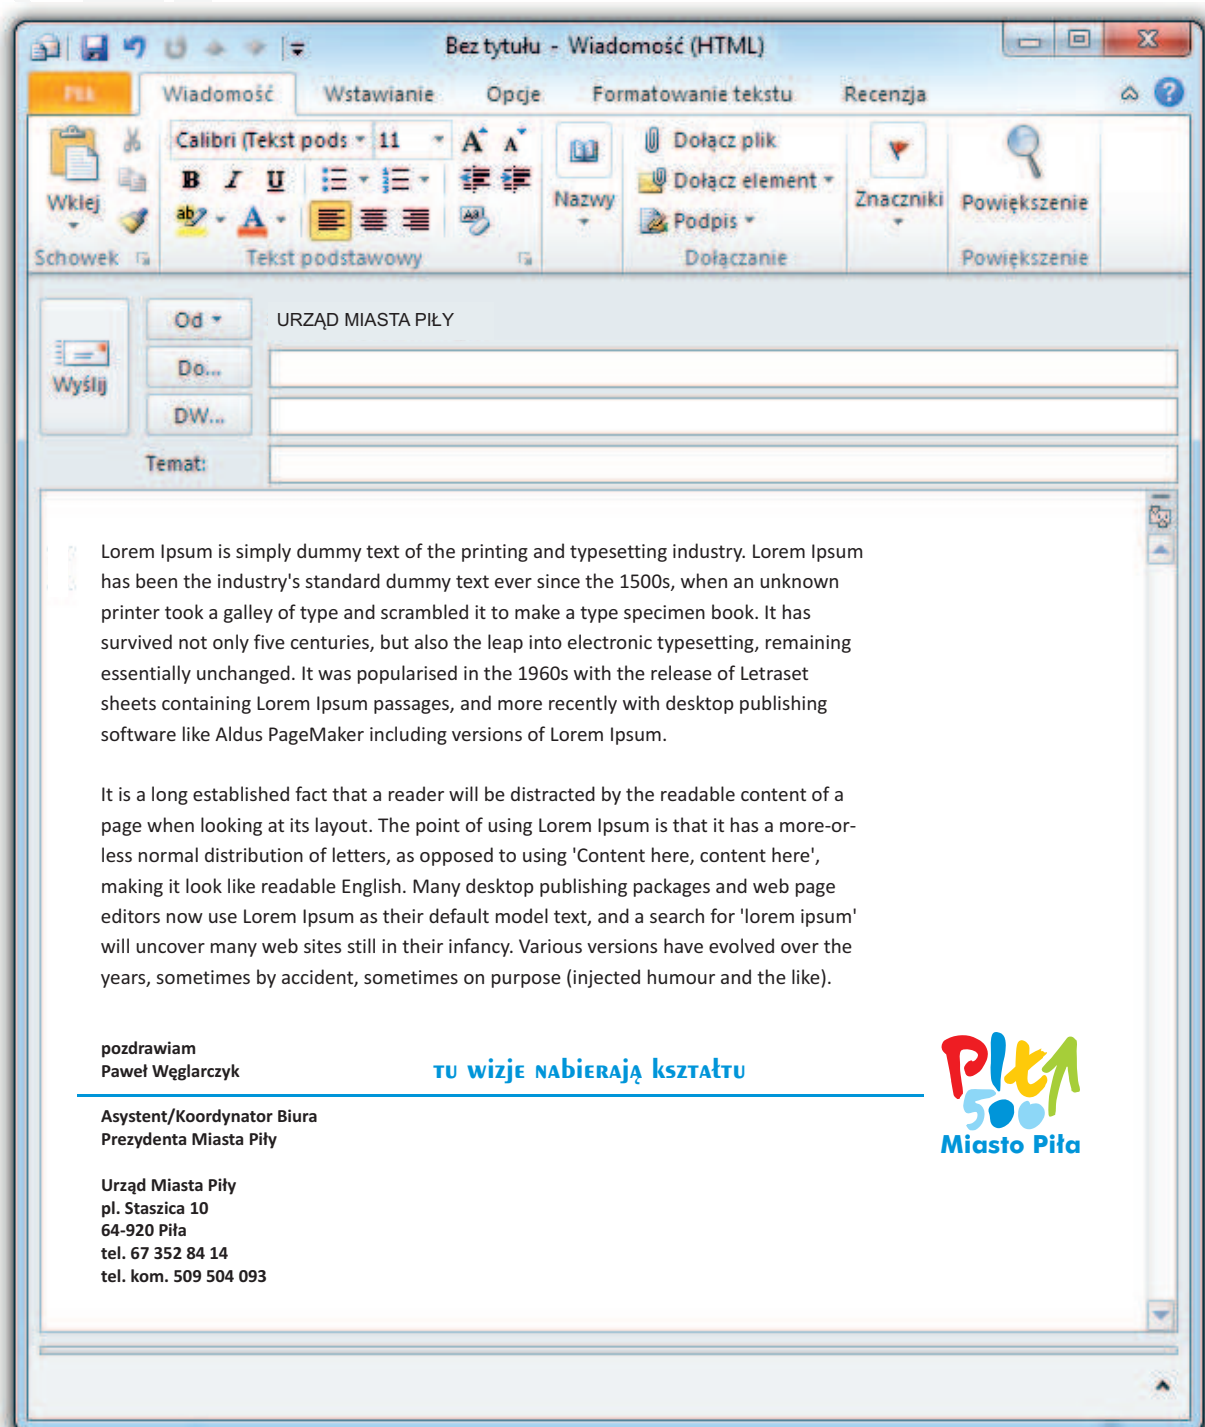 Bez tytułu - Wiadomość (HTML)
Plik Wiadomość Wstawianie Opcje Formatowanie tekstu Recenzja
Wklej
Schowek
Calibri (Tekst pods 11
B I U
Tekst podstawowy
Nazwy
Dołącz plik
Dołącz element
Podpis
Dołączanie
Znaczniki
Powiększenie
Powiększenie
Wyślij
Od URZĄD MIASTA PIŁY
Do...
DW...
Temat:
Lorem Ipsum is simply dummy text of the printing and typesetting industry. Lorem Ipsum
has been the industry's standard dummy text ever since the 1500s, when an unknown
printer took a galley of type and scrambled it to make a type specimen book. It has
survived not only five centuries, but also the leap into electronic typesetting, remaining
essentially unchanged. It was popularised in the 1960s with the release of Letraset
sheets containing Lorem Ipsum passages, and more recently with desktop publishing
software like Aldus PageMaker including versions of Lorem Ipsum.
It is a long established fact that a reader will be distracted by the readable content of a
page when looking at its layout. The point of using Lorem Ipsum is that it has a more-or-
less normal distribution of letters, as opposed to using 'Content here, content here',
making it look like readable English. Many desktop publishing packages and web page
editors now use Lorem Ipsum as their default model text, and a search for 'lorem ipsum'
will uncover many web sites still in their infancy. Various versions have evolved over the
years, sometimes by accident, sometimes on purpose (injected humour and the like).
pozdrawiam
Paweł Węglarczyk
TU wizje NAbiERAją kszTAłTU
Piła
500
Miasto Piła
Asystent/Koordynator Biura
Prezydenta Miasta Piły
Urząd Miasta Piły
pl. Staszica 10
64-920 Piła
tel. 67 352 84 14
tel. kom. 509 504 093